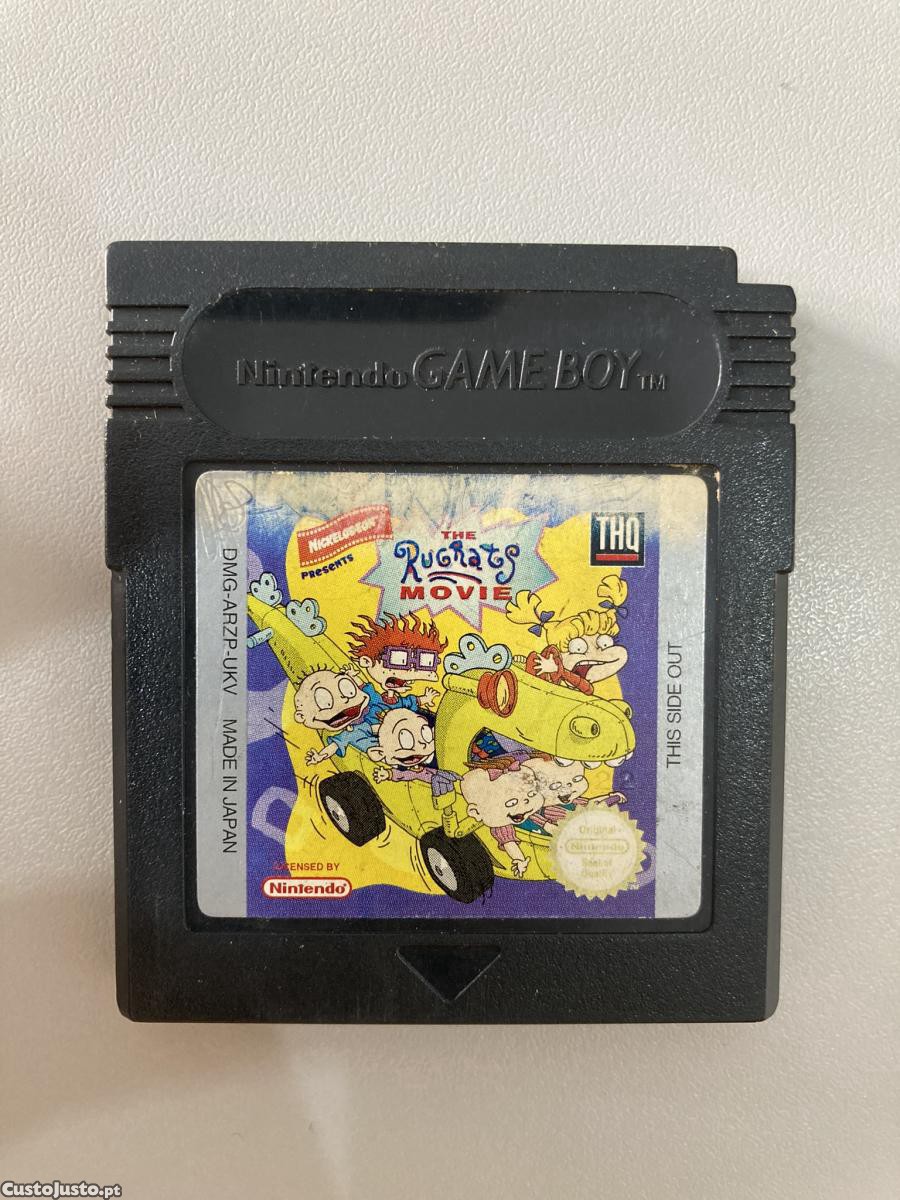 Nintendo GAME BOY TM
NICKELODEON
PRESENTS
THE
RUGRATS
MOVIE
THQ
DMG-ARZP-UKV MADE IN JAPAN
THIS SIDE OUT
LICENSED BY
Nintendo
Original
Nintendo
Seal of
Quality
CustoJusto.pt